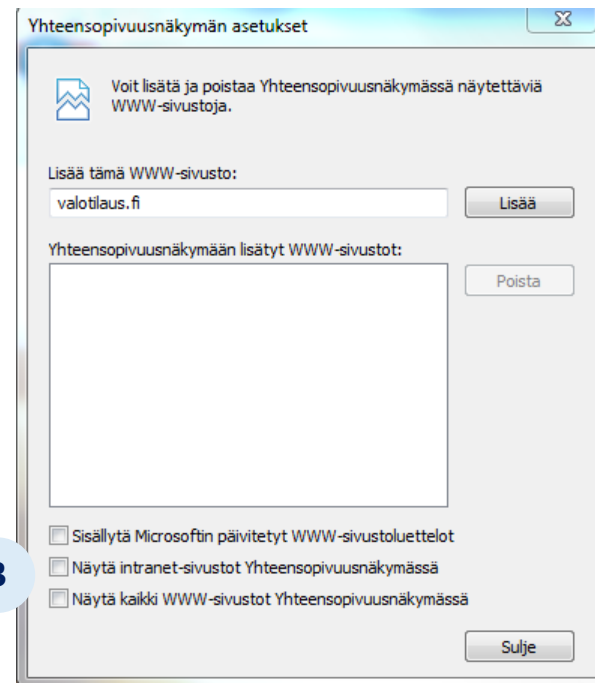 Yhteensopivuusnäkymän asetukset
Voit lisätä ja poistaa Yhteensopivuusnäkymässä näytettäviä
WWW-sivustoja.
Lisää tämä WWW-sivusto:
valotilaus.fi
Lisää
Yhteensopivuusnäkymään lisätyt WWW-sivustot:
Poista
Sisällytä Microsoftin päivitetyt WWW-sivustoluettelot
3
Näytä intranet-sivustot Yhteensopivuusnäkymässä
Näytä kaikki WWW-sivustot Yhteensopivuusnäkymässä
Sulje